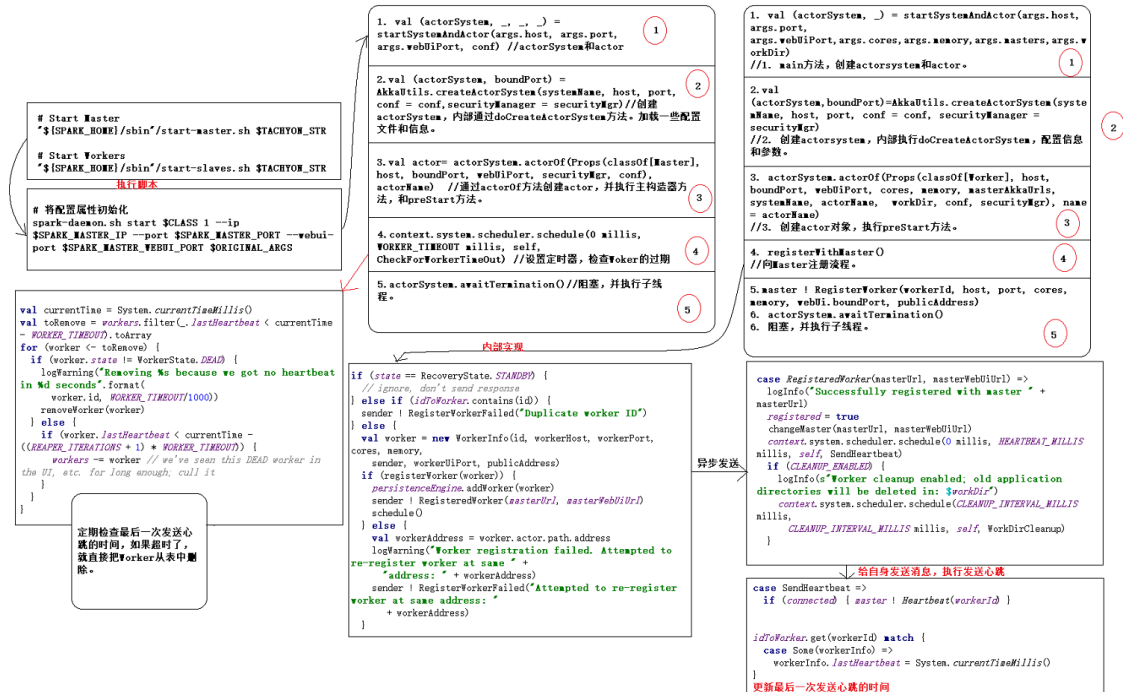 # Start Master
"${SPARK_HOME}/sbin"/start-master.sh $TACHYON_STR
# Start Workers
"${SPARK_HOME}/sbin"/start-slaves.sh $TACHYON_STR
执行脚本
# 将配置属性初始化
spark-daemon.sh start $CLASS 1 --ip
$SPARK_MASTER_IP --port $SPARK_MASTER_PORT --webui-
port $SPARK_MASTER_WEBUI_PORT $ORIGINAL_ARGS
1. val (actorSystem, _, _, _) =
startSystemAndActor(args.host, args.port,
args.webUiPort, conf) //actorSystem和actor
1
2.val (actorSystem, boundPort) =
AkkaUtils.createActorSystem(systemName, host, port,
conf = conf,securityManager = securityMgr)//创建
actorSystem，内部通过doCreateActorSystem方法。加载一些配置
文件和信息。
2
3.val actor= actorSystem.actorOf(Props(classOf[Master],
host, boundPort, webUiPort, securityMgr, conf),
actorName)  //通过actorOf方法创建actor，并执行主构造器方
法，和preStart方法。
3
4.context.system.scheduler.schedule(0 millis,
WORKER_TIMEOUT millis, self,
CheckForWorkerTimeOut) //设置定时器，检查Woker的过期
4
5.actorSystem.awaitTermination()//阻塞，并执行子线
程。
5
1. val (actorSystem, _) = startSystemAndActor(args.host,
args.port,
args.webUiPort,args.cores,args.memory,args.masters,args.w
orkDir)
//1. main方法，创建actorsystem和actor。
1
2.val
(actorSystem,boundPort)=AkkaUtils.createActorSystem(syste
mName, host, port, conf = conf, securityManager =
securityMgr)
//2. 创建actorsystem，内部执行doCreateActorSystem，配置信息
和参数。
2
3. actorSystem.actorOf(Props(classOf[Worker], host,
boundPort, webUiPort, cores, memory, masterAkkaUrls,
systemName, actorName,  workDir, conf, securityMgr), name
= actorName)
//3. 创建actor对象，执行preStart方法。
3
4. registerWithMaster()
//向Master注册流程。
4
5.master ! RegisterWorker(workerId, host, port, cores,
memory, webUi.boundPort, publicAddress)
6. actorSystem.awaitTermination()
6. 阻塞，并执行子线程。
5
val currentTime = System.currentTimeMillis()
val toRemove = workers.filter(_.lastHeartbeat < currentTime
- WORKER_TIMEOUT).toArray
for (worker <- toRemove) {
if (worker.state != WorkerState.DEAD) {
logWarning("Removing %s because we got no heartbeat
in %d seconds".format(
worker.id, WORKER_TIMEOUT/1000))
removeWorker(worker)
} else {
if (worker.lastHeartbeat < currentTime -
((REAPER_ITERATIONS + 1) * WORKER_TIMEOUT)) {
workers -= worker // we've seen this DEAD worker in
the UI, etc. for long enough; cull it
}
}
}
定期检查最后一次发送心
跳的时间，如果超时了，
就直接把Worker从表中删
除。
内部实现
if (state == RecoveryState.STANDBY) {
// ignore, don't send response
} else if (idToWorker.contains(id)) {
sender ! RegisterWorkerFailed("Duplicate worker ID")
} else {
val worker = new WorkerInfo(id, workerHost, workerPort,
cores, memory,
sender, workerUiPort, publicAddress)
if (registerWorker(worker)) {
persistenceEngine.addWorker(worker)
sender ! RegisteredWorker(masterUrl, masterWebUiUrl)
schedule()
} else {
val workerAddress = worker.actor.path.address
logWarning("Worker registration failed. Attempted to
re-register worker at same " +
"address: " + workerAddress)
sender ! RegisterWorkerFailed("Attempted to re-register
worker at same address: "
+ workerAddress)
}
异步发送
case RegisteredWorker(masterUrl, masterWebUiUrl) =>
logInfo("Successfully registered with master " +
masterUrl)
registered = true
changeMaster(masterUrl, masterWebUiUrl)
context.system.scheduler.schedule(0 millis, HEARTBEAT_MILLIS
millis, self, SendHeartbeat)
if (CLEANUP_ENABLED) {
logInfo(s"Worker cleanup enabled; old application
directories will be deleted in: $workDir")
context.system.scheduler.schedule(CLEANUP_INTERVAL_MILLIS
millis,
CLEANUP_INTERVAL_MILLIS millis, self, WorkDirCleanup)
}
给自身发送消息，执行发送心跳
case SendHeartbeat =>
if (connected) { master ! Heartbeat(workerId) }
idToWorker.get(workerId) match {
case Some(workerInfo) =>
workerInfo.lastHeartbeat = System.currentTimeMillis()
}
更新最后一次发送心跳的时间